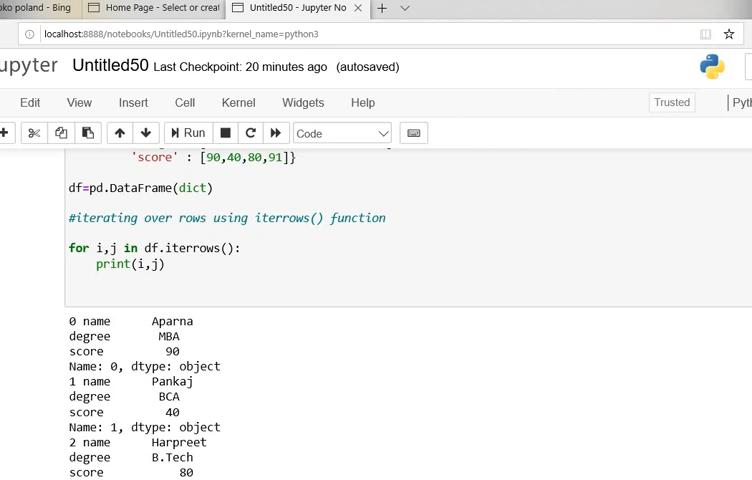 oko poland - Bing
Home Page - Select or creat
Untitled50 - Jupyter No
localhost:8888/notebooks/Untitled50.ipynb?kernel_name=python3
upyter Untitled50 Last Checkpoint: 20 minutes ago (autosaved)
Edit View Insert Cell Kernel Widgets Help Trusted Pyth
Run Code
'score' : [90,40,80,91]}
df=pd.DataFrame(dict)
#iterating over rows using iterrows() function
for i,j in df.iterrows():
print(i,j)
0 name Aparna
degree MBA
score 90
Name: 0, dtype: object
1 name Pankaj
degree BCA
score 40
Name: 1, dtype: object
2 name Harpreet
degree B.Tech
score 80